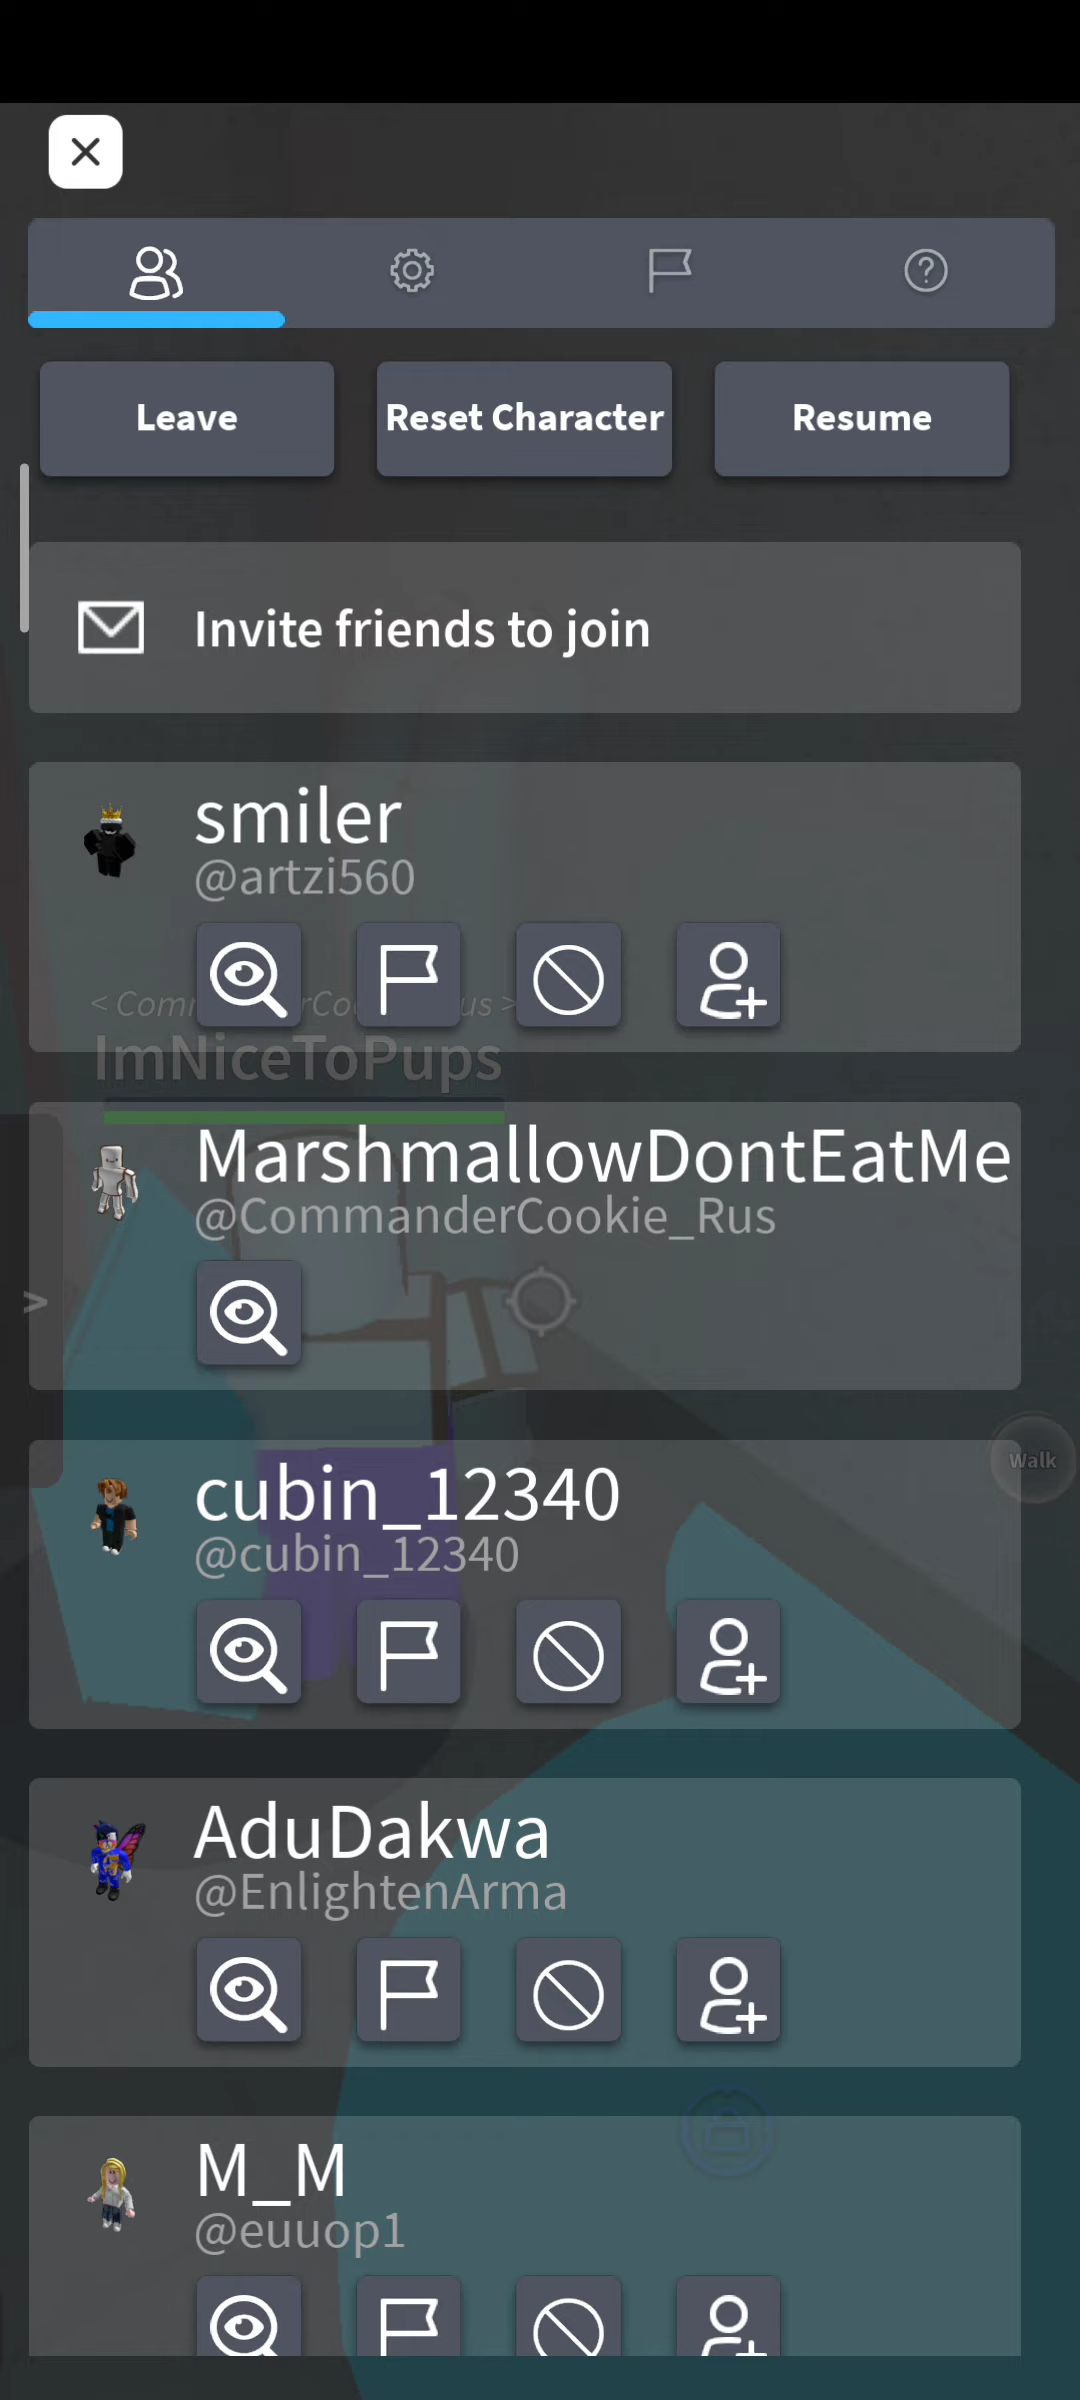 Leave
Reset Character
Resume
Invite friends to join
smiler
@artzi560
ImNiceToPups
MarshmallowDontEatMe
@CommanderCookie_Rus
>
cubin_12340
@cubin_12340
Walk
AduDakwa
@EnlightenArma
M_M
@euuop1